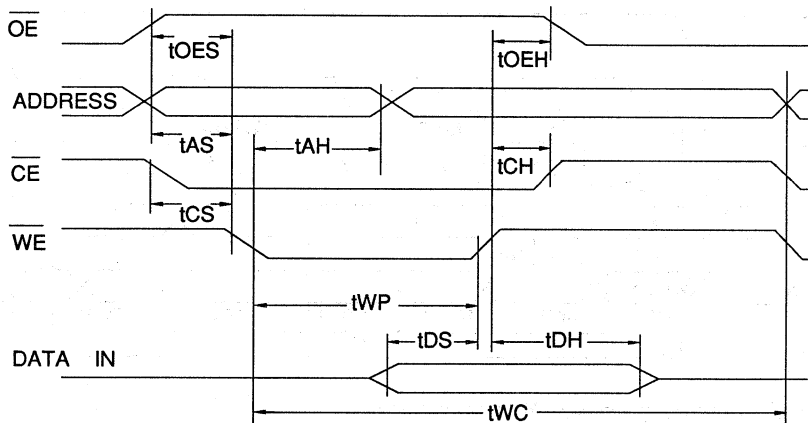 OE
tOES
tOEH
ADDRESS
tAS
tAH
tCH
CE
tCS
WE
tWP
tDS
tDH
DATA IN
tWC